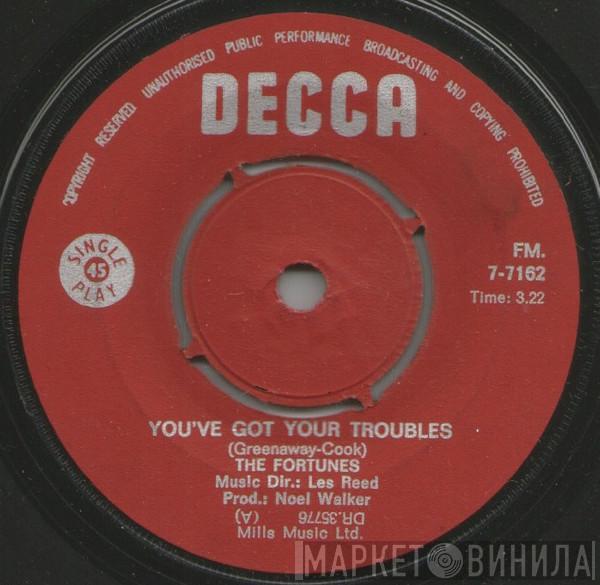 COPYRIGHT RESERVED UNAUTHORISED PUBLIC PERFORMANCE BROADCASTING AND COPYING PROHIBITED
DECCA
SINGLE
45
PLAY
FM.
7-7162
Time: 3.22
YOU'VE GOT YOUR TROUBLES
(Greenaway-Cook)
THE FORTUNES
Music Dir.: Les Reed
Prod.: Noel Walker
DR.35776 (A)
Mills Music Ltd.
МАРКЕТ ВИНИЛА